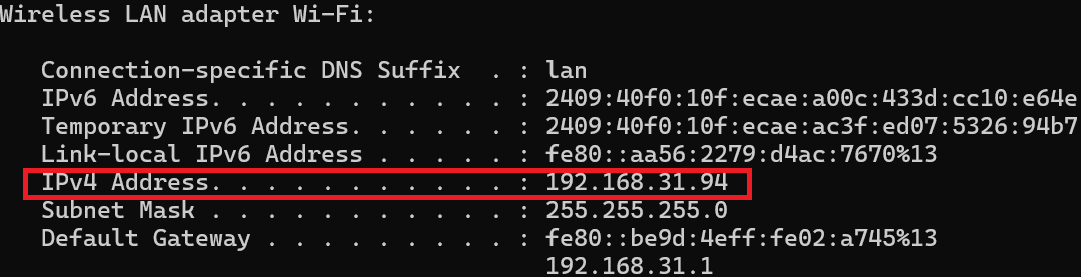 Wireless LAN adapter Wi-Fi:
Connection-specific DNS Suffix  . : lan
IPv6 Address. . . . . . . . . . . : 2409:40f0:10f:ecae:a00c:433d:cc10:e64e
Temporary IPv6 Address. . . . . . : 2409:40f0:10f:ecae:ac3f:ed07:5326:94b7
Link-local IPv6 Address . . . . . : fe80::aa56:2279:d4ac:7670%13
IPv4 Address. . . . . . . . . . . : 192.168.31.94
Subnet Mask . . . . . . . . . . . : 255.255.255.0
Default Gateway . . . . . . . . . : fe80::be9d:4eff:fe02:a745%13
192.168.31.1